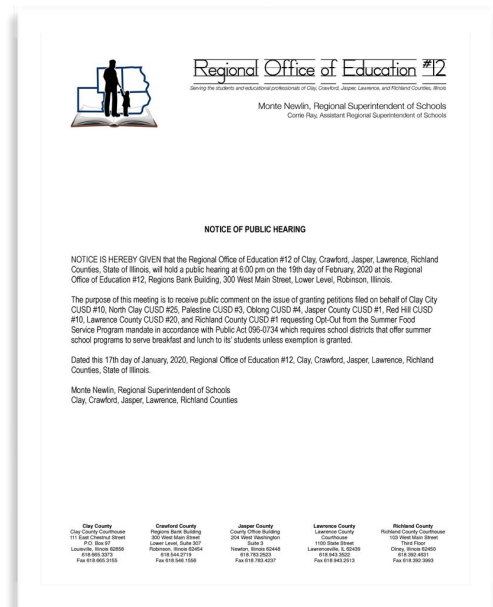 Regional Office of Education #12
Serving the students and educational professionals of Clay, Crawford, Jasper, Lawrence, and Richland Counties, Illinois
Monte Newlin, Regional Superintendent of Schools
Corrie Ray, Assistant Regional Superintendent of Schools
NOTICE OF PUBLIC HEARING
NOTICE IS HEREBY GIVEN that the Regional Office of Education #12 of Clay, Crawford, Jasper, Lawrence, Richland
Counties, State of Illinois, will hold a public hearing at 6:00 pm on the 19th day of February, 2020 at the Regional
Office of Education #12, Regions Bank Building, 300 West Main Street, Lower Level, Robinson, Illinois.
The purpose of this meeting is to receive public comment on the issue of granting petitions filed on behalf of Clay City
CUSD #10, North Clay CUSD #25, Palestine CUSD #3, Oblong CUSD #4, Jasper County CUSD #1, Red Hill CUSD
#10, Lawrence County CUSD #20, and Richland County CUSD #1 requesting Opt-Out from the Summer Food
Service Program mandate in accordance with Public Act 096-0734 which requires school districts that offer summer
school programs to serve breakfast and lunch to its' students unless exemption is granted.
Dated this 17th day of January, 2020, Regional Office of Education #12, Clay, Crawford, Jasper, Lawrence, Richland
Counties, State of Illinois.
Monte Newlin, Regional Superintendent of Schools
Clay, Crawford, Jasper, Lawrence, Richland Counties
Clay County
Clay County Courthouse
111 East Chestnut Street
P.O. Box 97
Louisville, Illinois 62858
618.665.3373
Fax 618.665.3155
Crawford County
Regions Bank Building
300 West Main Street
Lower Level, Suite 307
Robinson, Illinois 62454
618.544.2719
Fax 618.546.1556
Jasper County
County Office Building
204 West Washington
Suite 3
Newton, Illinois 62448
618.783.2523
Fax 618.783.4237
Lawrence County
Lawrence County
Courthouse
1100 State Street
Lawrenceville, IL 62439
618.943.3522
Fax 618.943.2513
Richland County
Richland County Courthouse
103 West Main Street
Third Floor
Olney, Illinois 62450
618.392.4631
Fax 618.392.3993